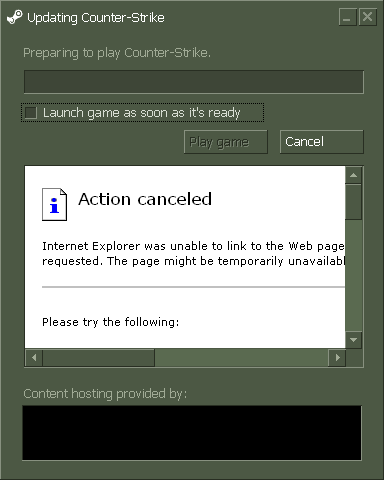 Updating Counter-Strike
Preparing to play Counter-Strike.
Launch game as soon as it's ready
Play game
Cancel
Action canceled
Internet Explorer was unable to link to the Web page
requested. The page might be temporarily unavailabl
Please try the following:
Content hosting provided by: